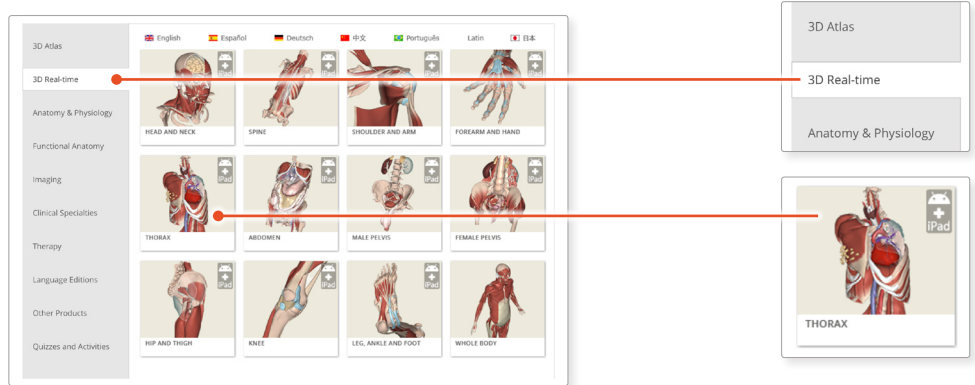 3D Atlas
3D Real-time
Anatomy & Physiology
Functional Anatomy
Imaging
Clinical Specialties
Therapy
Language Editions
Other Products
Quizzes and Activities
English Español Deutsch 中文 Português Latin 日本
iPad iPad iPad iPad
HEAD AND NECK SPINE SHOULDER AND ARM FOREARM AND HAND
iPad iPad iPad iPad
THORAX ABDOMEN MALE PELVIS FEMALE PELVIS
iPad iPad iPad
HIP AND THIGH KNEE LEG, ANKLE AND FOOT WHOLE BODY
3D Atlas
3D Real-time
Anatomy & Physiology
iPad
THORAX